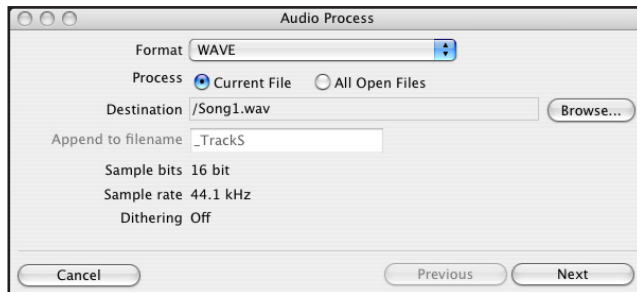 Audio Process
Format WAVE
Process Current File All Open Files
Destination /Song1.wav Browse...
Append to filename _TrackS
Sample bits 16 bit
Sample rate 44.1 kHz
Dithering Off
Cancel Previous Next